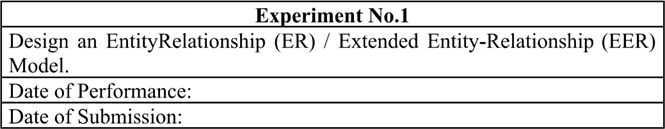 Experiment No.1
Design an EntityRelationship (ER) / Extended Entity-Relationship (EER)
Model.
Date of Performance:
Date of Submission: